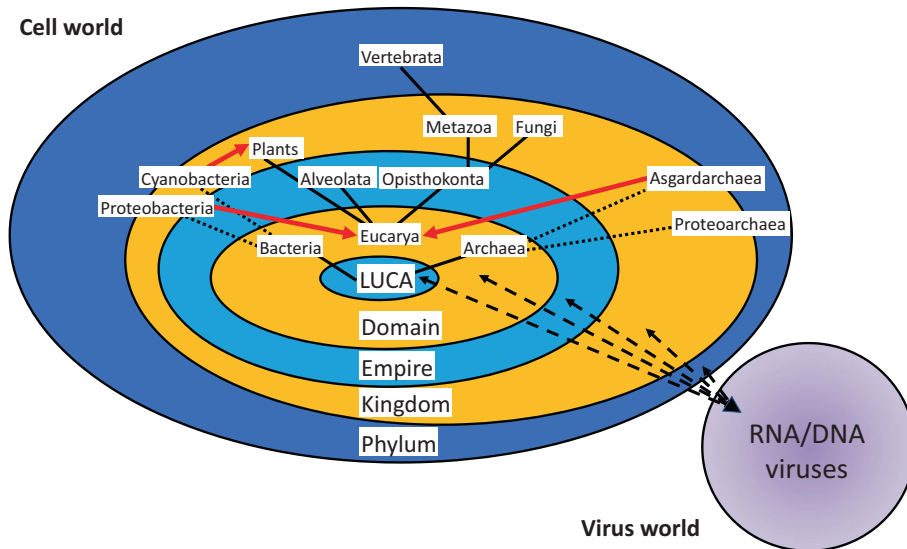 Cell world
Vertebrata
Metazoa
Fungi
Plants
Cyanobacteria
Alveolata
Opisthokonta
Asgardarchaea
Proteobacteria
Proteoarchaea
Eucarya
Bacteria
Archaea
LUCA
Domain
Empire
Kingdom
Phylum
RNA/DNA
viruses
Virus world